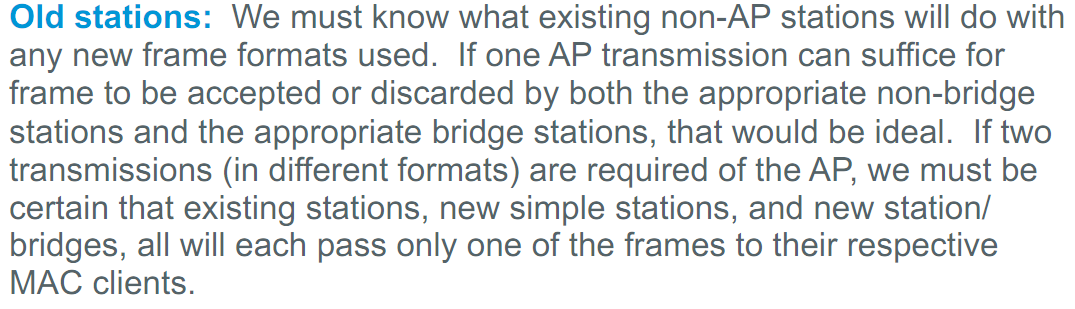 Old stations:  We must know what existing non-AP stations will do with
any new frame formats used.  If one AP transmission can suffice for
frame to be accepted or discarded by both the appropriate non-bridge
stations and the appropriate bridge stations, that would be ideal.  If two
transmissions (in different formats) are required of the AP, we must be
certain that existing stations, new simple stations, and new station/
bridges, all will each pass only one of the frames to their respective
MAC clients.